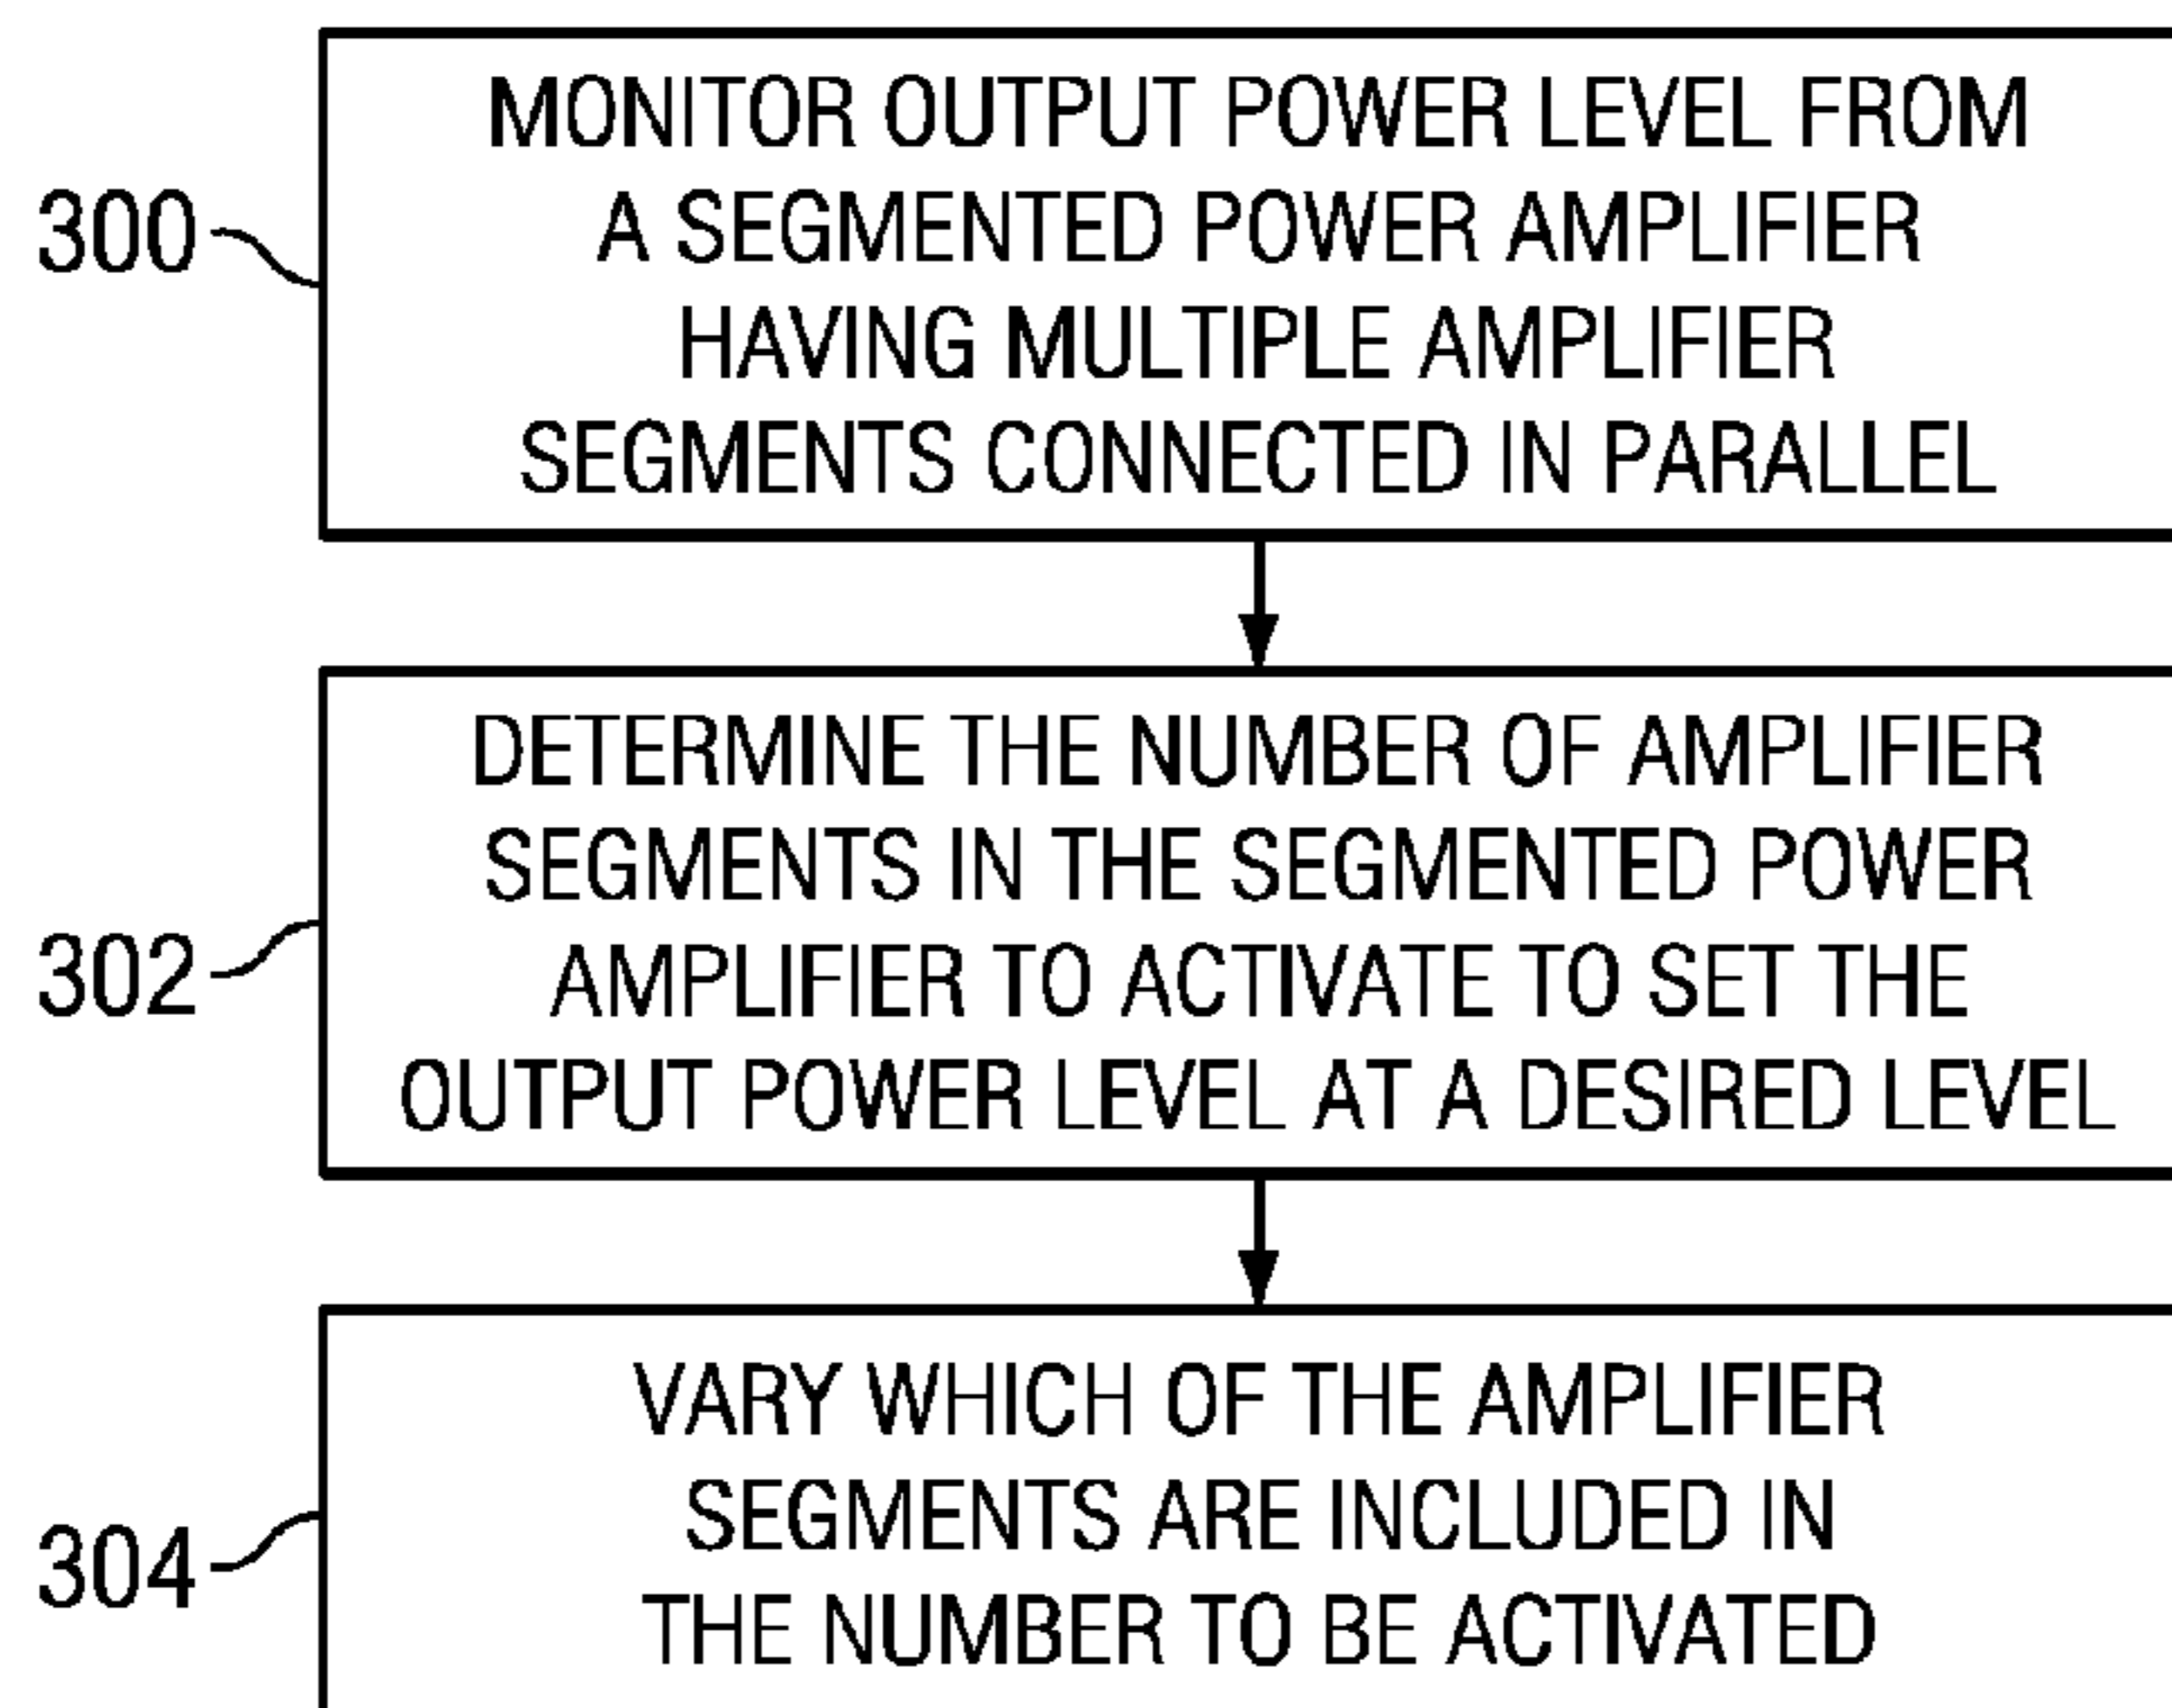 MONITOR OUTPUT POWER LEVEL FROM
A SEGMENTED POWER AMPLIFIER
HAVING MULTIPLE AMPLIFIER
SEGMENTS CONNECTED IN PARALLEL
300
DETERMINE THE NUMBER OF AMPLIFIER
SEGMENTS IN THE SEGMENTED POWER
AMPLIFIER TO ACTIVATE TO SET THE
OUTPUT POWER LEVEL AT A DESIRED LEVEL
302
VARY WHICH OF THE AMPLIFIER
SEGMENTS ARE INCLUDED IN
THE NUMBER TO BE ACTIVATED
304